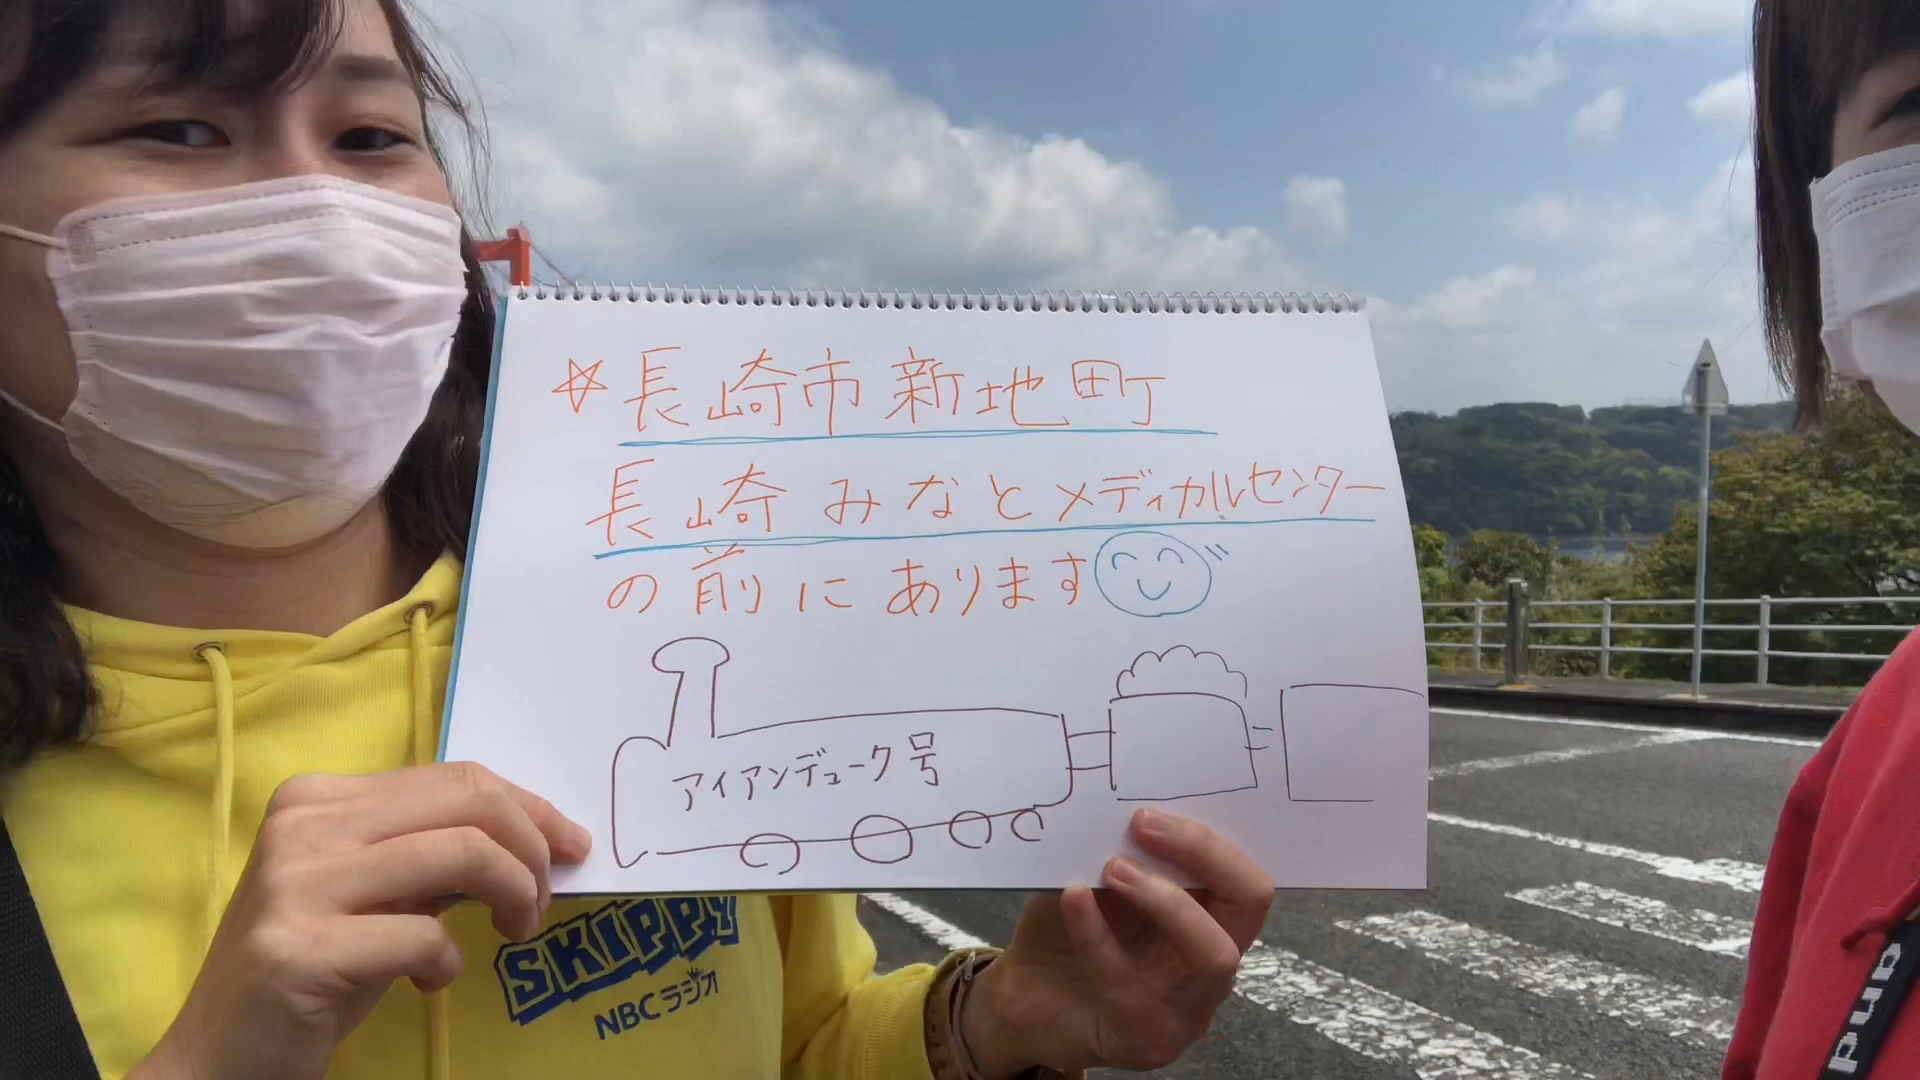 ☆長崎市新地町
長崎みなとメディカルセンター
の前にあります
アイアンデューク号
SKIPPY
NBCラジオ
and